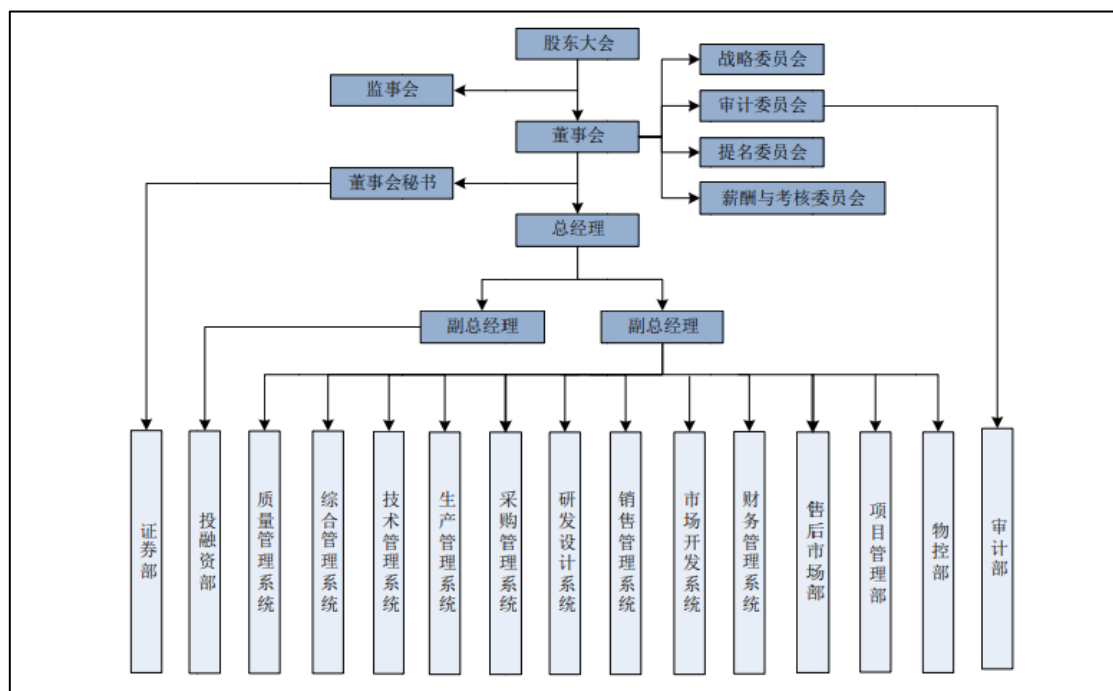 股东大会
战略委员会
监事会
审计委员会
董事会
提名委员会
董事会秘书
薪酬与考核委员会
总经理
副总经理
副总经理
证券部
投融资部
质量管理系统
综合管理系统
技术管理系统
生产管理系统
采购管理系统
研发设计系统
销售管理系统
市场开发系统
财务管理系统
售后市场部
项目管理部
物控部
审计部